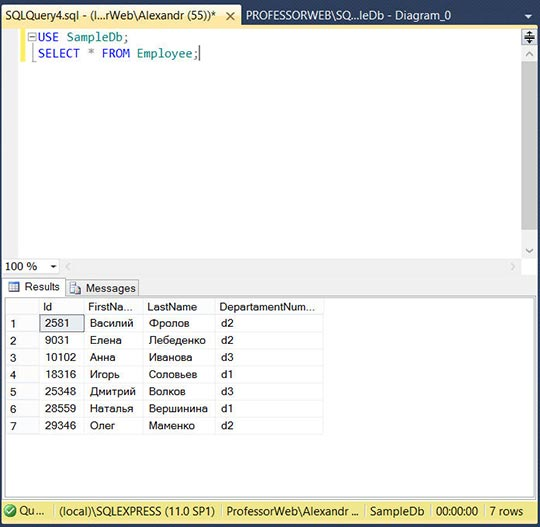 SQLQuery4.sql - (l...rWeb\Alexandr (55))* PROFESSORWEB\SQ...leDb - Diagram_0
USE SampleDb;
SELECT * FROM Employee;
100 %
Results Messages
Id FirstNa... LastName DepartamentNum...
1 2581 Василий Фролов d2
2 9031 Елена Лебеденко d2
3 10102 Анна Иванова d3
4 18316 Игорь Соловьев d1
5 25348 Дмитрий Волков d3
6 28559 Наталья Вершинина d1
7 29346 Олег Маменко d2
Qu... (local)\SQLEXPRESS (11.0 SP1) ProfessorWeb\Alexandr ... SampleDb 00:00:00 7 rows